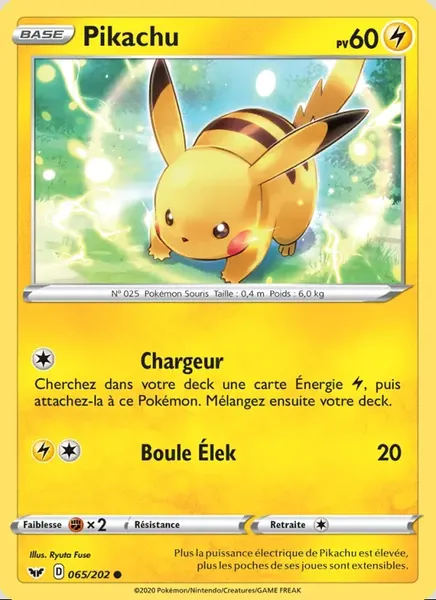 BASE Pikachu PV60
N° 025 Pokémon Souris Taille : 0,4 m Poids : 6,0 kg
Chargeur
Cherchez dans votre deck une carte Énergie , puis
attachez-la à ce Pokémon. Mélangez ensuite votre deck.
Boule Élek 20
Faiblesse ×2 Résistance Retraite
Illus. Ryuta Fuse
Plus la puissance électrique de Pikachu est élevée,
plus les poches de ses joues sont extensibles.
D 065/202
©2020 Pokémon/Nintendo/Creatures/GAME FREAK